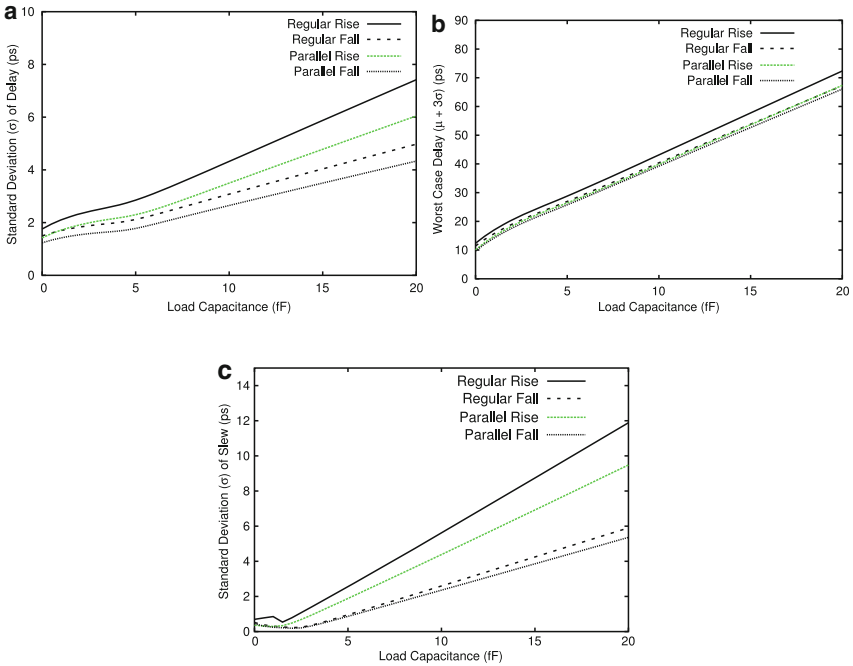 a
Regular Rise
Regular Fall
Parallel Rise
Parallel Fall
Standard Deviation (σ) of Delay (ps)
10
8
6
4
2
0
0 5 10 15 20
Load Capacitance (fF)
b
Regular Rise
Regular Fall
Parallel Rise
Parallel Fall
Worst Case Delay (μ + 3σ) (ps)
90
80
70
60
50
40
30
20
10
0
0 5 10 15 20
Load Capacitance (fF)
c
Regular Rise
Regular Fall
Parallel Rise
Parallel Fall
Standard Deviation (σ) of Slew (ps)
14
12
10
8
6
4
2
0
0 5 10 15 20
Load Capacitance (fF)